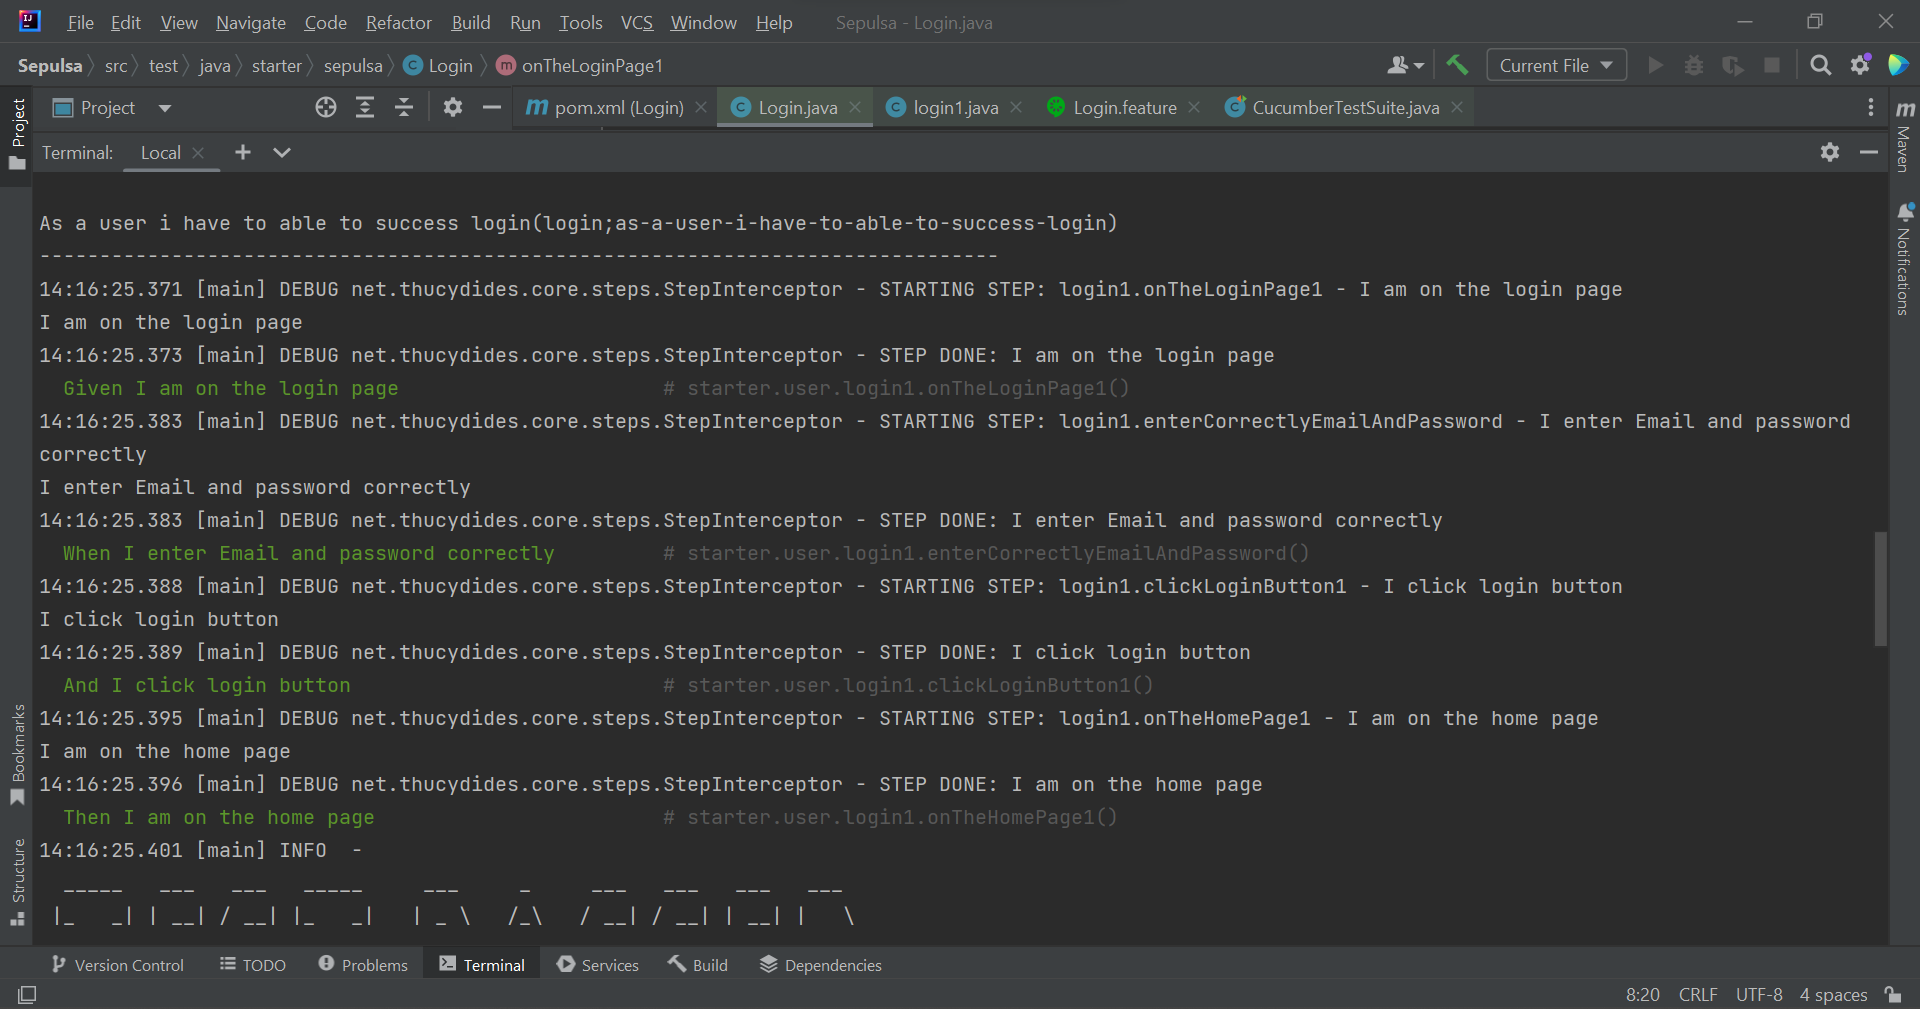 File Edit View Navigate Code Refactor Build Run Tools VCS Window Help Sepulsa - Login.java
Sepulsa src test java starter sepulsa C Login m onTheLoginPage1 Current File
Project m pom.xml (Login) C Login.java C login1.java Login.feature C CucumberTestSuite.java
Terminal: Local
As a user i have to able to success login(login;as-a-user-i-have-to-able-to-success-login)
--------------------------------------------------------------------------------
14:16:25.371 [main] DEBUG net.thucydides.core.steps.StepInterceptor - STARTING STEP: login1.onTheLoginPage1 - I am on the login page
I am on the login page
14:16:25.373 [main] DEBUG net.thucydides.core.steps.StepInterceptor - STEP DONE: I am on the login page
  Given I am on the login page                      # starter.user.login1.onTheLoginPage1()
14:16:25.383 [main] DEBUG net.thucydides.core.steps.StepInterceptor - STARTING STEP: login1.enterCorrectlyEmailAndPassword - I enter Email and password
correctly
I enter Email and password correctly
14:16:25.383 [main] DEBUG net.thucydides.core.steps.StepInterceptor - STEP DONE: I enter Email and password correctly
  When I enter Email and password correctly         # starter.user.login1.enterCorrectlyEmailAndPassword()
14:16:25.388 [main] DEBUG net.thucydides.core.steps.StepInterceptor - STARTING STEP: login1.clickLoginButton1 - I click login button
I click login button
14:16:25.389 [main] DEBUG net.thucydides.core.steps.StepInterceptor - STEP DONE: I click login button
  And I click login button                          # starter.user.login1.clickLoginButton1()
14:16:25.395 [main] DEBUG net.thucydides.core.steps.StepInterceptor - STARTING STEP: login1.onTheHomePage1 - I am on the home page
I am on the home page
14:16:25.396 [main] DEBUG net.thucydides.core.steps.StepInterceptor - STEP DONE: I am on the home page
  Then I am on the home page                        # starter.user.login1.onTheHomePage1()
14:16:25.401 [main] INFO  -
  _____   ___   ___   _____     ___     _     ___   ___   ___   ___
 |_   _| | __| / __| |_   _|   | _ \   /_\   / __| / __| | __| |   \
Version Control TODO Problems Terminal Services Build Dependencies
8:20 CRLF UTF-8 4 spaces
Project
Bookmarks
Structure
m Maven
Notifications